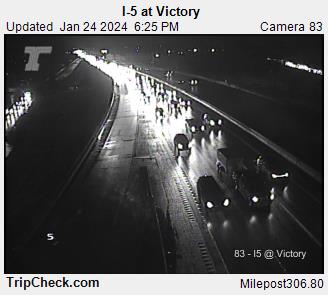 I-5 at Victory
Updated Jan 24 2024 6:25 PM Camera 83
T
S
83 - I5 @ Victory
TripCheck.com Milepost306.80